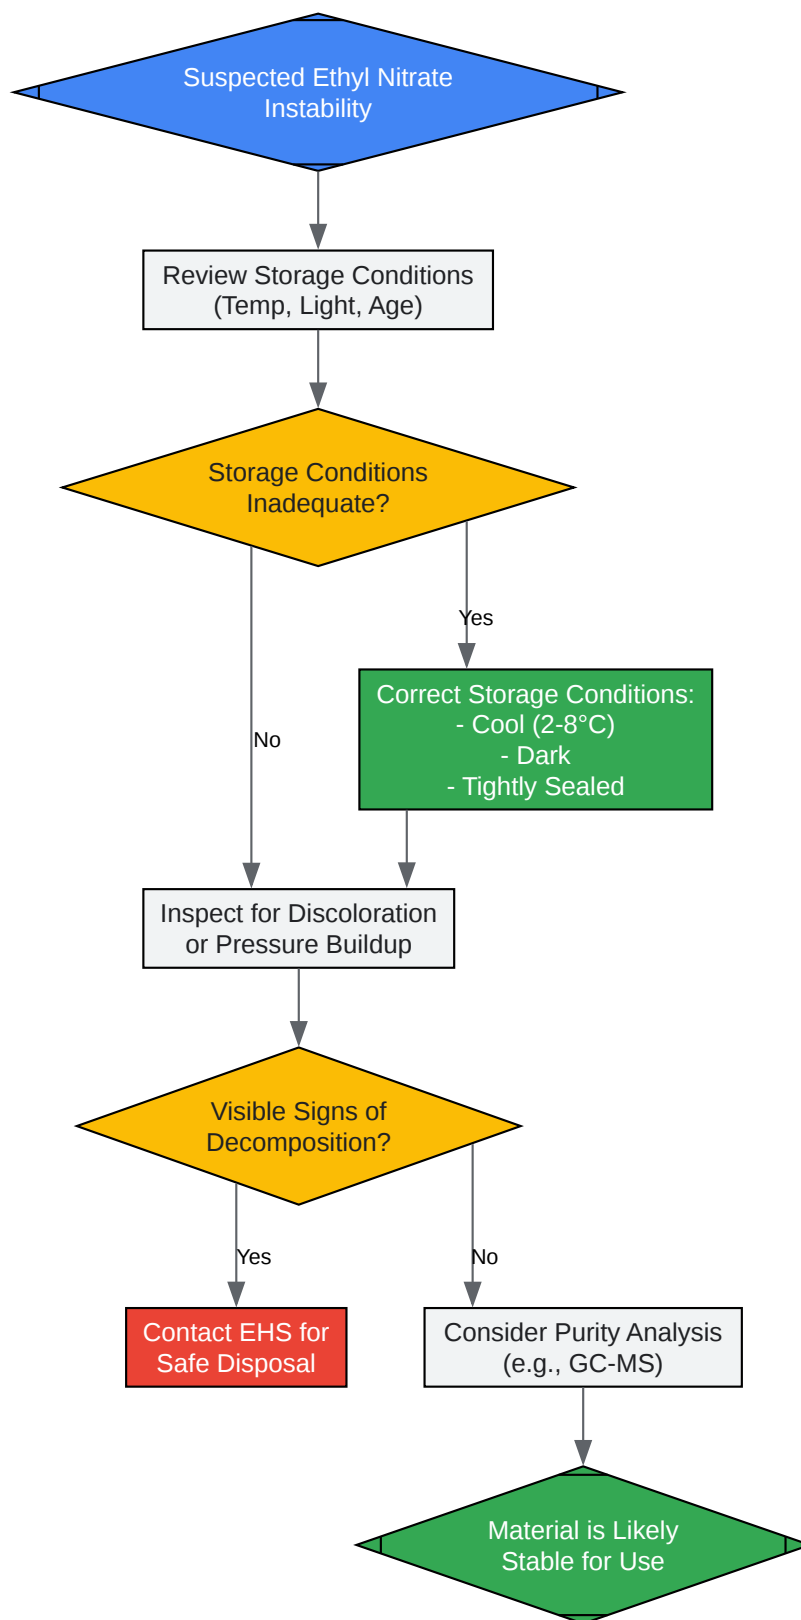 Suspected Ethyl Nitrate
Instability
Review Storage Conditions
(Temp, Light, Age)
Storage Conditions
Inadequate?
Yes
Correct Storage Conditions:
- Cool (2-8°C)
- Dark
- Tightly Sealed
No
Inspect for Discoloration
or Pressure Buildup
Visible Signs of
Decomposition?
Yes
No
Contact EHS for
Safe Disposal
Consider Purity Analysis
(e.g., GC-MS)
Material is Likely
Stable for Use